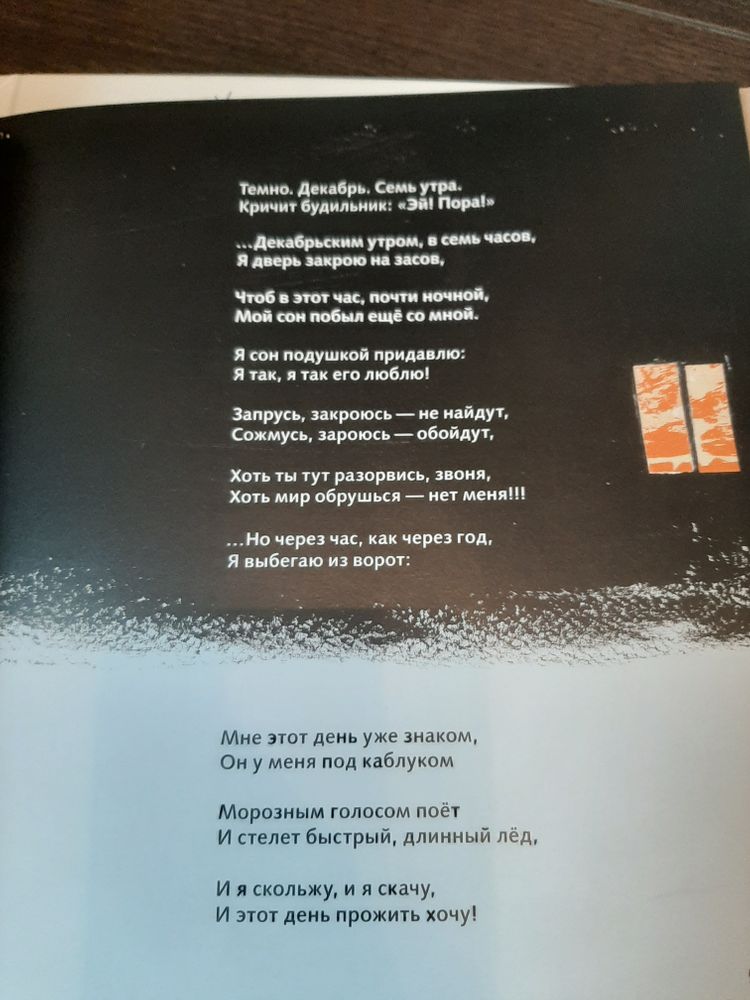 Темно. Декабрь. Семь утра.
Кричит будильник: «Эй! Пора!»
...Декабрьским утром, в семь часов,
Я дверь закрою на засов,
Чтоб в этот час, почти ночной,
Мой сон побыл ещё со мной.
Я сон подушкой придавлю:
Я так, я так его люблю!
Запрусь, закроюсь — не найдут,
Сожмусь, зароюсь — обойдут,
Хоть ты тут разорвись, звоня,
Хоть мир обрушься — нет меня!!!
...Но через час, как через год,
Я выбегаю из ворот:
Мне этот день уже знаком,
Он у меня под каблуком
Морозным голосом поёт
И стелет быстрый, длинный лёд,
И я скольжу, и я скачу,
И этот день прожить хочу!